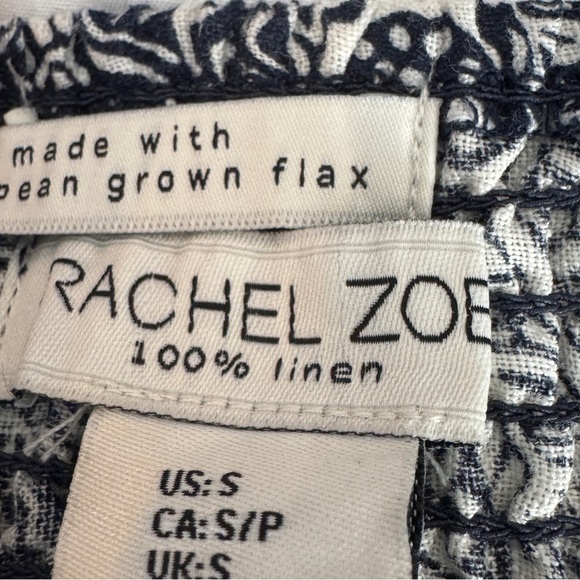 made with
pean grown flax
RACHEL ZOE
100% linen
US: S
CA: S/P
UK: S